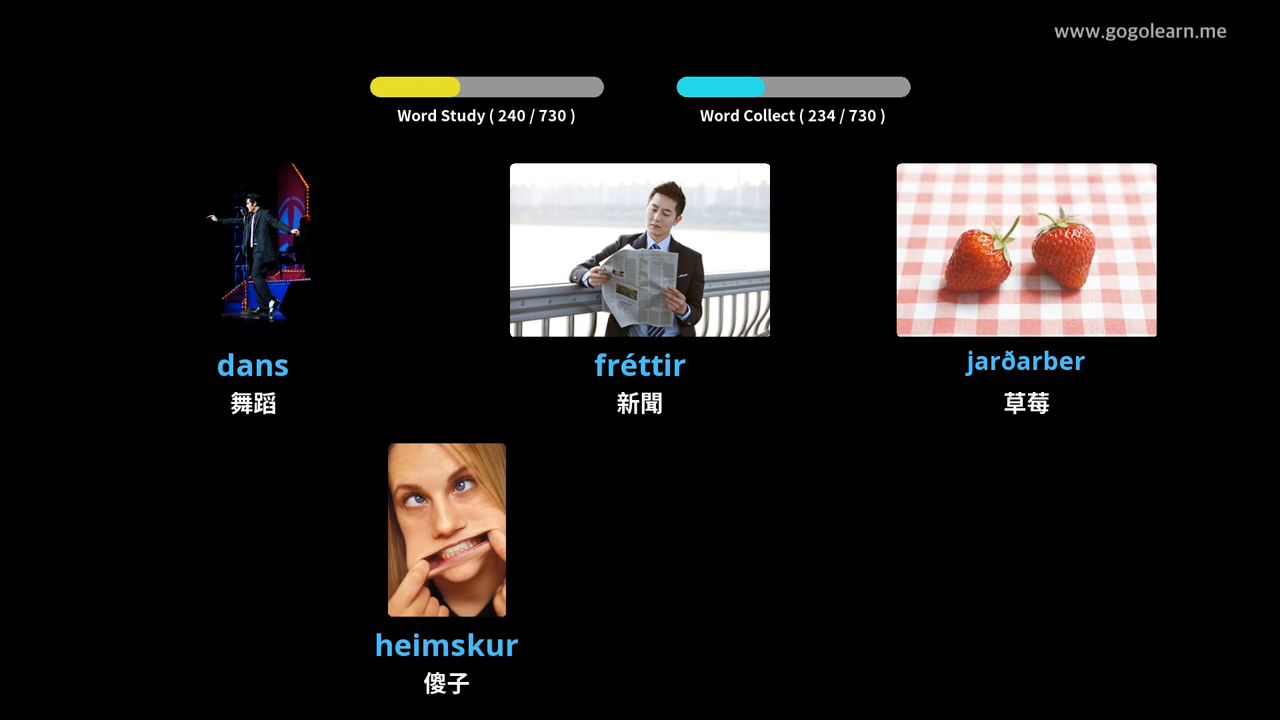 www.gogolearn.me
Word Study ( 240 / 730 )
Word Collect ( 234 / 730 )
dans
舞蹈
fréttir
新聞
jarðarber
草莓
heimskur
傻子